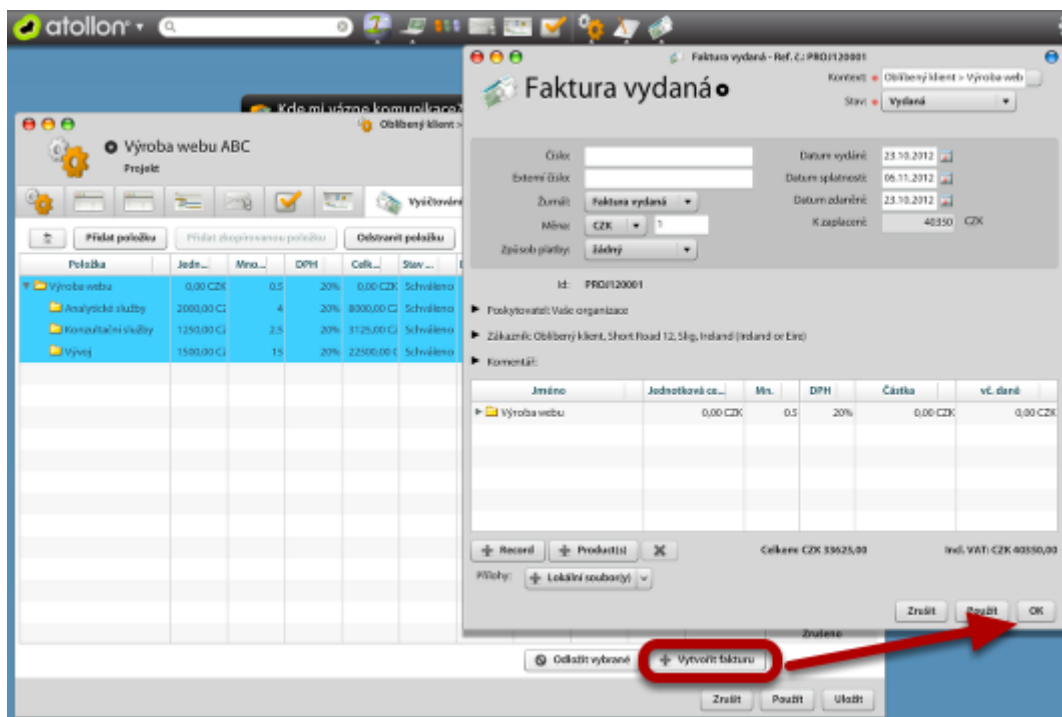 atollon
Kde mi vázne komunikace?
Oblíbený klient >
Výroba webu ABC
Projekt
Vyúčtování
Přidat položku
Přidat zkopírovanou položku
Odstranit položku
Položka Jedn... Mno... DPH Celk... Stav ...
Výroba webu 0,00 CZK 0.5 20% 0,00 CZK Schváleno
Analytické služby 2000,00 CZ 4 20% 8000,00 CZ Schváleno
Konzultační služby 1250,00 CZ 2.5 20% 3125,00 CZ Schváleno
Vývoj 1500,00 CZ 15 20% 22500,00 C Schváleno
Zrušeno
Odložit vybrané
Vytvořit fakturu
Zrušit Použít Uložit
Faktura vydaná - Ref. č.: PROJ120001
Faktura vydaná
Kontext: Oblíbený klient > Výroba web
Stav: Vydaná
Číslo:
Datum vydání: 23.10.2012
Externí číslo:
Datum splatnosti: 06.11.2012
Žurnál: Faktura vydaná
Datum zdanění: 23.10.2012
Měna: CZK 1
K zaplacení: 40350 CZK
Způsob platby: žádný
Id: PROJ120001
Poskytovatel: Vaše organizace
Zákazník: Oblíbený klient, Short Road 12, Sligo, Ireland (Ireland or Eire)
Komentář:
Jméno Jednotková ce... Mn. DPH Částka vč. daně
Výroba webu 0,00 CZK 0.5 20% 0,00 CZK 0,00 CZK
Record Product(s)
Celkem: CZK 33625,00 Incl. VAT: CZK 40350,00
Přílohy: Lokální soubor(y)
Zrušit Použít OK